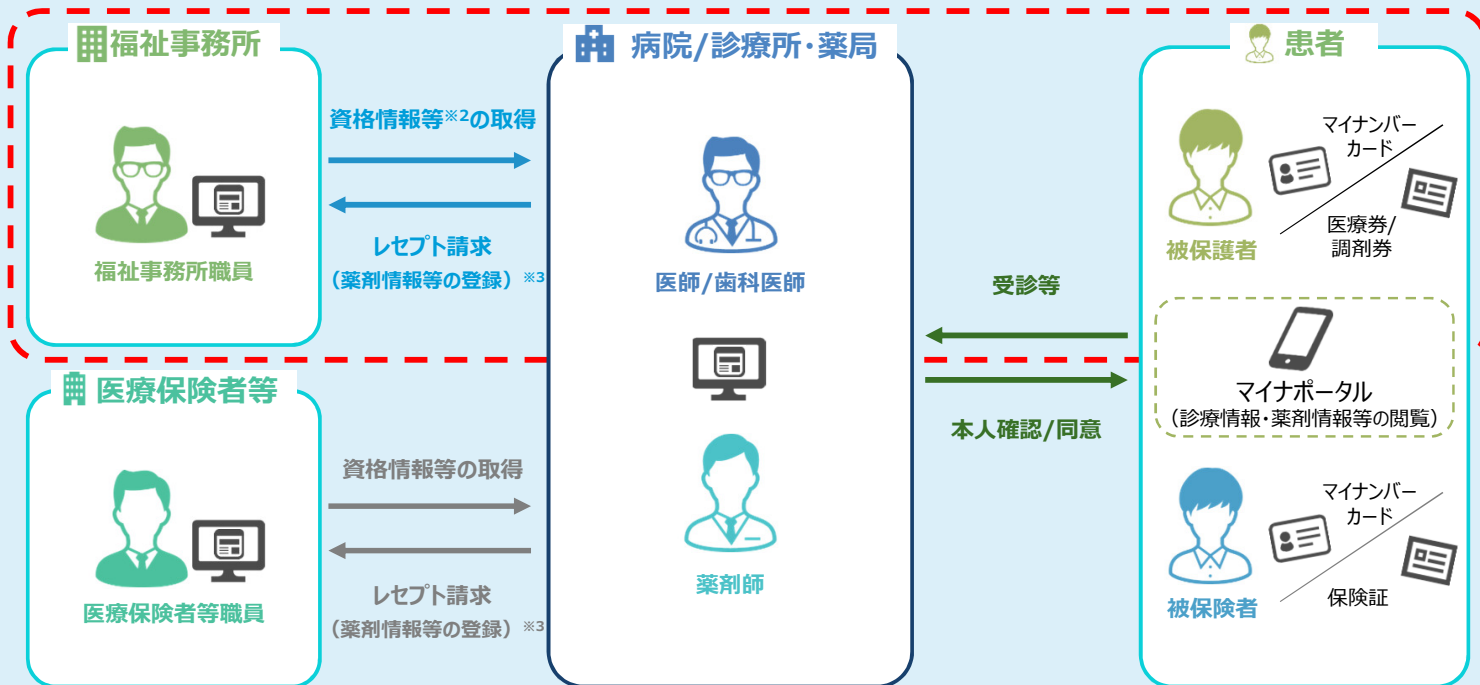 福祉事務所
病院/診療所・薬局
患者
資格情報等※2の取得
レセプト請求
(薬剤情報等の登録)※3
福祉事務所職員
医師/歯科医師
マイナンバー
カード
医療券/
調剤券
被保護者
受診等
本人確認/同意
マイナポータル
(診療情報・薬剤情報等の閲覧)
医療保険者等
資格情報等の取得
レセプト請求
(薬剤情報等の登録)※3
医療保険者等職員
薬剤師
マイナンバー
カード
保険証
被保険者